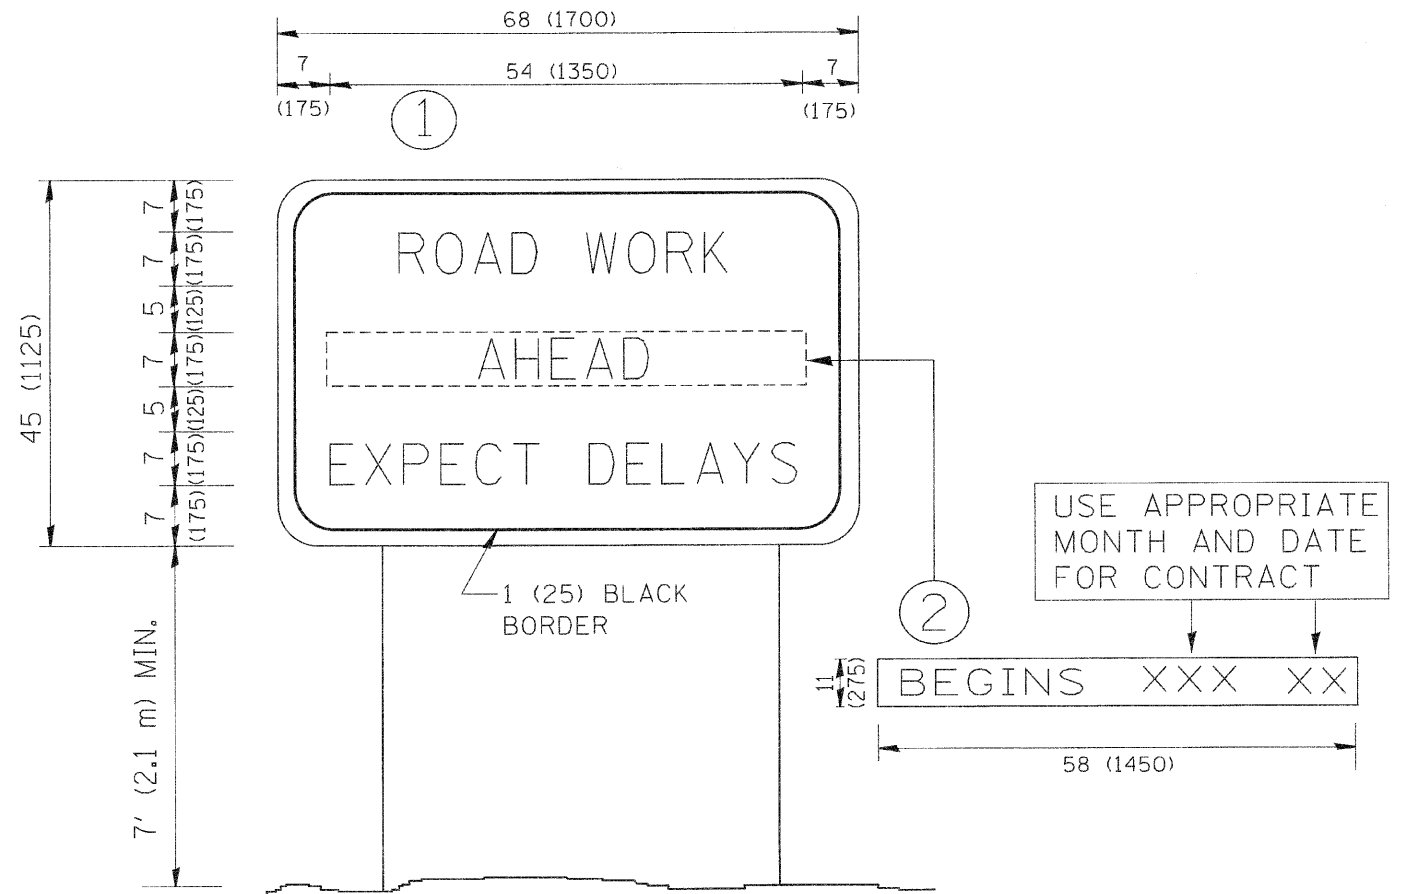 68 (1700)
7 54 (1350) 7
(175) (175)
1
7 (175)
7 (175)
5 (125)
7 (175)
5 (125)
7 (175)
7 (175)
45 (1125)
ROAD WORK
AHEAD
EXPECT DELAYS
1 (25) BLACK
BORDER
7' (2.1 m) MIN.
2
USE APPROPRIATE
MONTH AND DATE
FOR CONTRACT
11
(275)
BEGINS XXX XX
58 (1450)